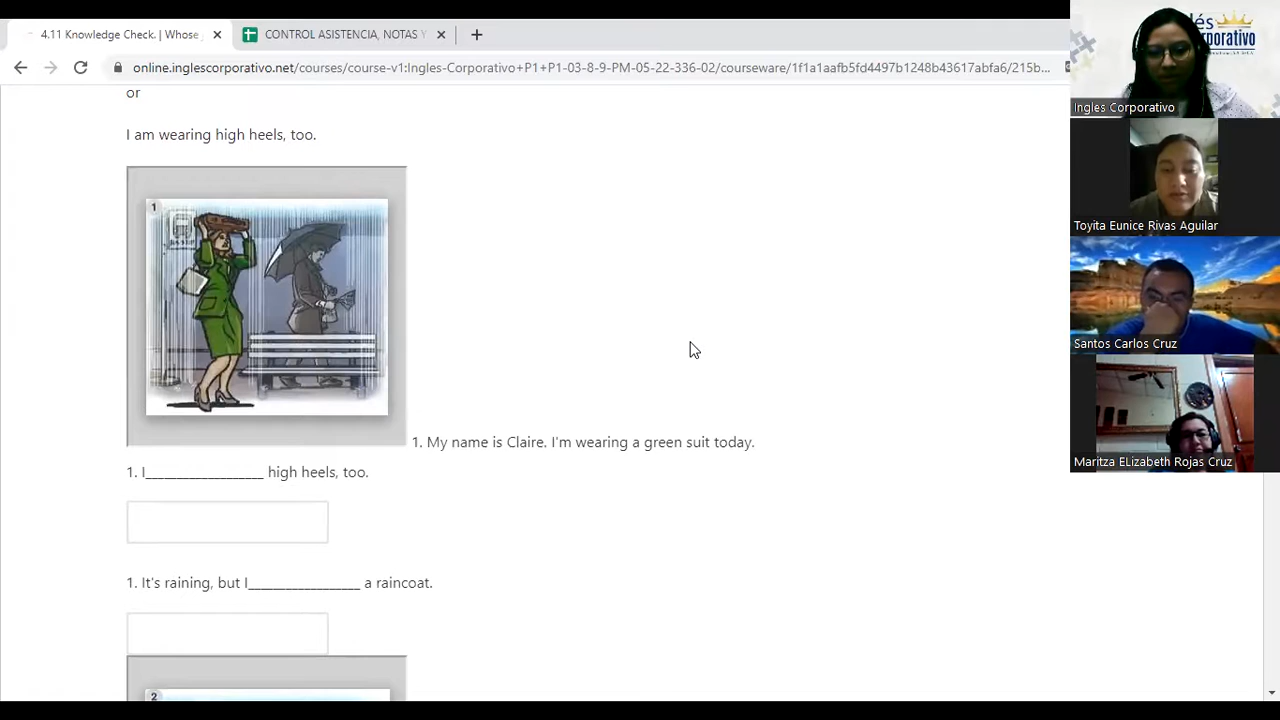 4.11 Knowledge Check. | Whose
CONTROL ASISTENCIA, NOTAS Y
online.inglescorporativo.net/courses/course-v1:Ingles-Corporativo+P1+P1-03-8-9-PM-05-22-336-02/courseware/1f1a1aafb5fd4497b1248b43617abfa6/215b...
or
I am wearing high heels, too.
1
1. My name is Claire. I'm wearing a green suit today.
1. I__________________ high heels, too.
1. It's raining, but I_________________ a raincoat.
2
Ingles Corporativo
Toyita Eunice Rivas Aguilar
Santos Carlos Cruz
Maritza ELizabeth Rojas Cruz